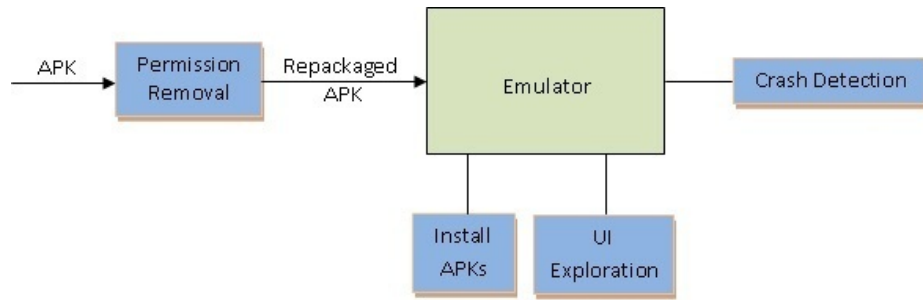 APK
Permission
Removal
Repackaged
APK
Emulator
Crash Detection
Install
APKs
UI
Exploration